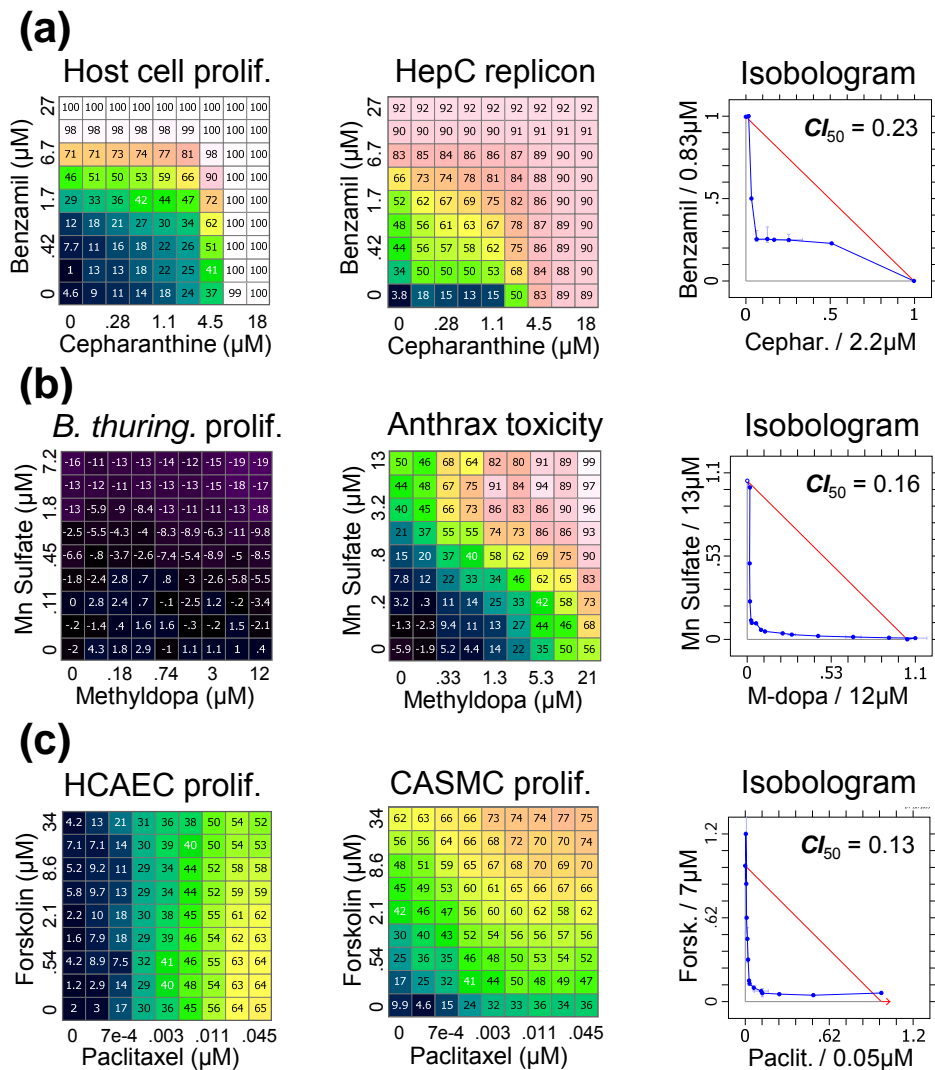 (a)
Host cell prolif.
Benzamil (µM)
27
6.7
1.7
.42
0
100 100 100 100 100 100 100 100 100
98 98 98 98 98 99 100 100 100
71 71 73 74 77 81 98 100 100
46 51 50 53 59 66 90 100 100
29 33 36 42 44 47 72 100 100
12 18 21 27 30 34 62 100 100
7.7 11 16 18 22 26 51 100 100
1 13 13 18 22 25 41 100 100
4.6 9 11 14 18 24 37 99 100
0 .28 1.1 4.5 18
Cepharanthine (µM)
HepC replicon
Benzamil (µM)
27
6.7
1.7
.42
0
92 92 92 92 92 92 92 92 92
90 90 90 90 90 91 91 91 91
83 85 84 86 86 87 89 90 90
66 73 74 78 81 84 88 90 90
52 62 67 69 75 82 86 89 90
48 56 60 63 68 78 86 89 90
44 56 57 58 62 75 86 89 90
34 50 50 50 53 68 84 88 90
3.8 18 15 13 15 50 83 89 89
0 .28 1.1 4.5 18
Cepharanthine (µM)
Isobologram
CI50 = 0.23
Benzamil / 0.83µM
1
.5
0
0 .5 1
Cephar. / 2.2µM
(b)
B. thuring. prolif.
Mn Sulfate (µM)
7.2
1.8
.45
.11
0
-16 -11 -13 -13 -14 -12 -15 -19 -19
-13 -12 -11 -13 -13 -13 -15 -18 -17
-13 -5.9 -9 -8.4 -13 -11 -11 -13 -18
-2.5 -5.5 -4.3 -4 -8.3 -8.9 -6.3 -11 -9.8
-6.6 -.8 -3.7 -2.6 -7.4 -5.4 -8.9 -5 -8.5
-1.8 -2.4 2.8 .7 .8 -3 -2.6 -5.8 -5.5
0 2.8 2.4 .7 -.1 -2.5 1.2 -.2 -3.4
-.2 -1.4 .4 1.6 1.6 -.3 -.2 1.5 -2.1
-2 4.3 1.8 2.9 -1 1.1 1.1 1 .4
0 .18 .74 3 12
Methyldopa (µM)
Anthrax toxicity
Mn Sulfate (µM)
13
3.2
.8
.2
0
50 46 68 64 82 80 91 89 99
44 48 67 75 91 84 94 91 97
40 45 66 73 86 83 86 90 96
21 37 55 55 74 73 86 86 93
15 20 37 40 58 62 69 75 90
7.8 12 22 33 34 46 62 65 83
3.2 .3 11 14 25 33 42 58 73
-1.3 -2.3 9.4 11 13 27 44 46 68
-5.9 -1.9 5.2 4.4 14 22 35 50 56
0 .33 1.3 5.3 21
Methyldopa (µM)
Isobologram
CI50 = 0.16
Mn Sulfate / 13µM
1.1
.53
0
0 .53 1.1
M-dopa / 12µM
(c)
HCAEC prolif.
Forskolin (µM)
34
8.6
2.1
.54
0
4.2 13 21 31 36 38 50 54 52
7.1 7.1 14 30 39 40 50 54 53
5.2 9.2 11 29 34 44 52 58 58
5.8 9.7 13 29 34 44 52 59 59
2.2 10 18 30 38 45 55 61 62
1.6 7.9 18 29 39 46 54 62 63
4.2 8.9 7.5 32 41 46 54 63 64
1.2 2.9 14 29 40 48 56 63 64
2 3 17 30 36 45 56 64 65
0 7e-4 .003 .011 .045
Paclitaxel (µM)
CASMC prolif.
Forskolin (µM)
34
8.6
2.1
.54
0
62 63 66 66 73 74 74 77 75
56 56 64 66 68 72 70 70 74
48 51 59 65 67 68 70 69 70
45 49 53 60 61 65 66 66 67
42 46 47 56 60 60 62 58 62
30 40 43 52 54 56 56 57 56
25 36 35 46 48 50 53 54 54
17 25 32 41 44 50 48 49 47
9.9 4.6 15 24 32 33 36 34 36
0 7e-4 .003 .011 .045
Paclitaxel (µM)
Isobologram
CI50 = 0.13
Forsk. / 7µM
1.2
.62
0
0 .62 1.2
Paclit. / 0.05µM